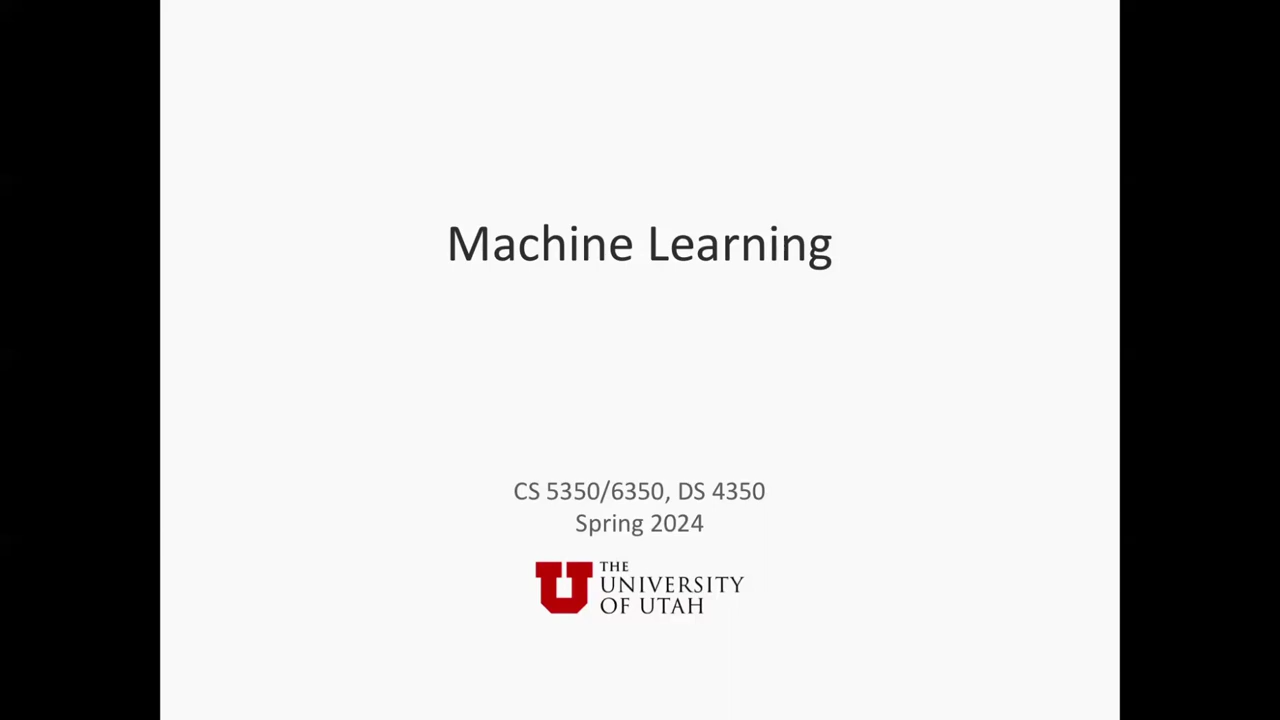 Machine Learning
CS 5350/6350, DS 4350
Spring 2024
THE
UNIVERSITY
OF UTAH